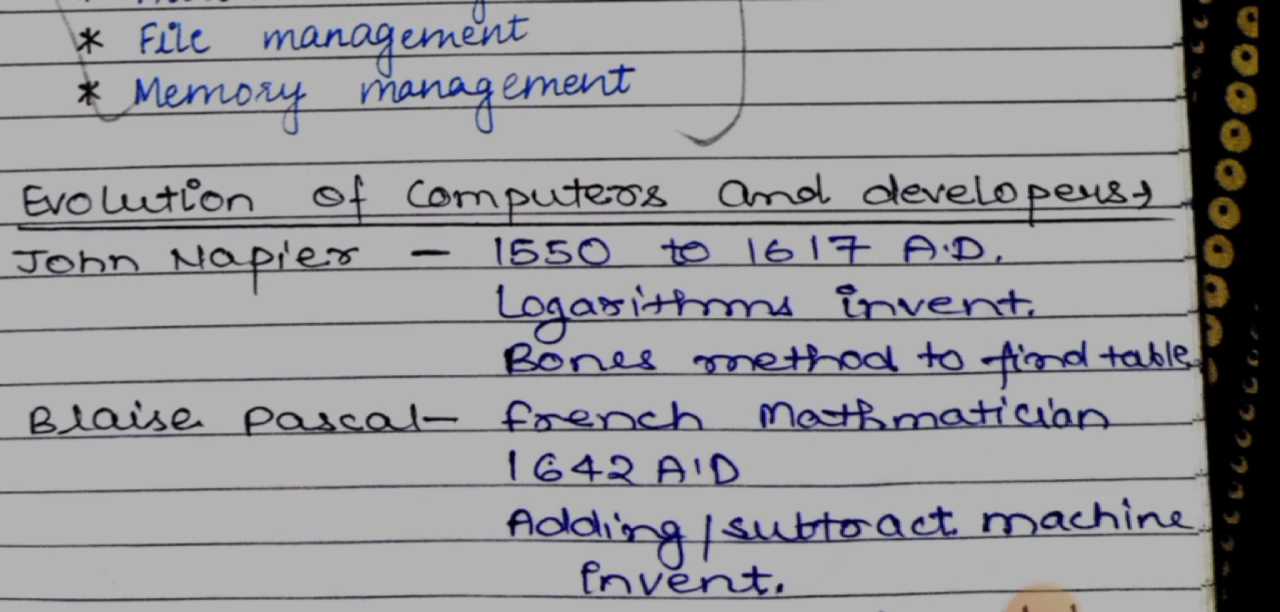 * File management
* Memory management
Evolution of Computers and developers→
John Napier – 1550 to 1617 A.D.
Logarithms invent.
Bones method to find table
Blaise Pascal– french Mathmatician
1642 A'D
Adding/subtract machine
invent.